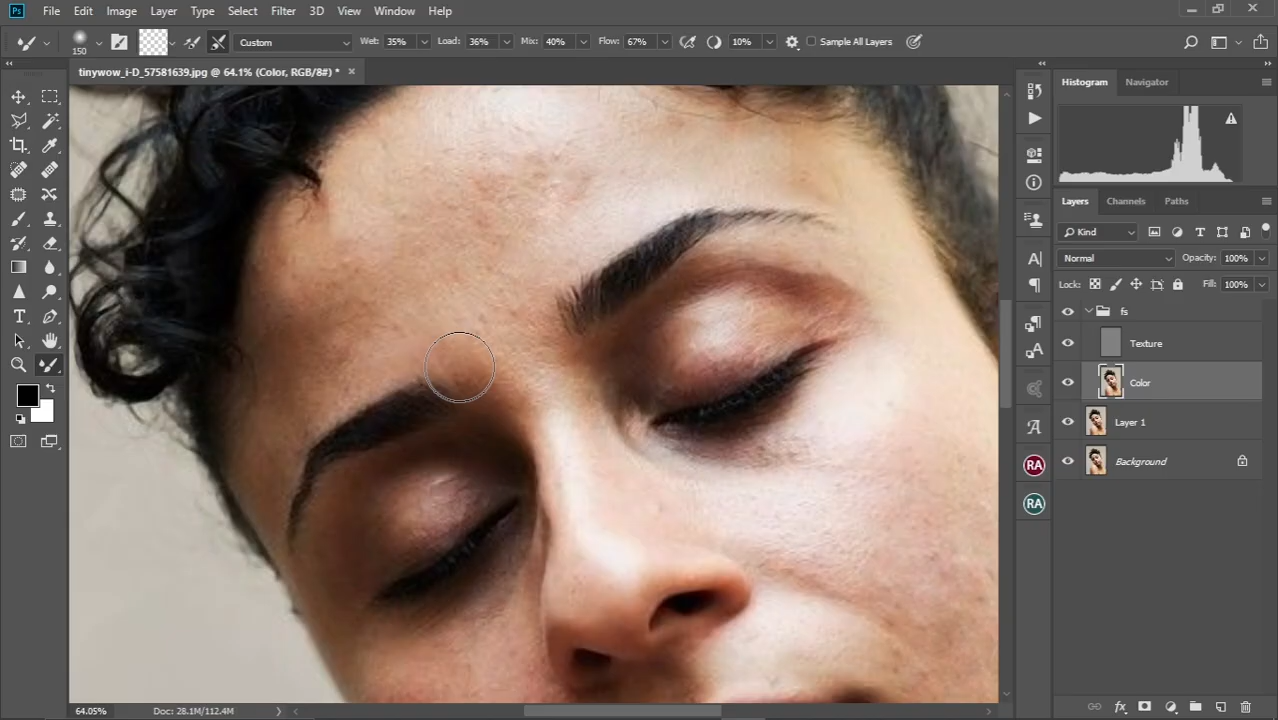 Ps File Edit Image Layer Type Select Filter 3D View Window Help
150 Custom Wet: 35% Load: 36% Mix: 40% Flow: 67% 10% Sample All Layers
tinywow_i-D_57581639.jpg @ 64.1% (Color, RGB/8#) *
Histogram Navigator
Layers Channels Paths
Kind
Normal Opacity: 100%
Lock: Fill: 100%
fs
Texture
Color
Layer 1
Background
RA
RA
64.05% Doc: 28.1M/112.4M